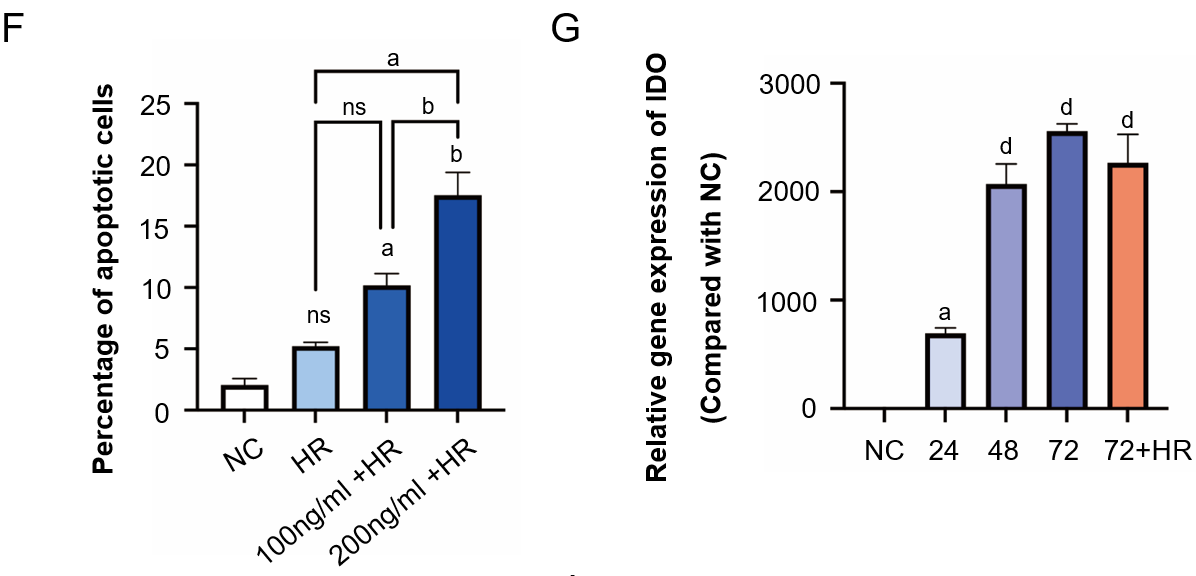 F
Percentage of apoptotic cells
25
20
15
10
5
0
a
ns
b
b
a
ns
NC
HR
100ng/ml +HR
200ng/ml +HR
G
Relative gene expression of IDO
(Compared with NC)
3000
2000
1000
0
a
d
d
d
NC
24
48
72
72+HR